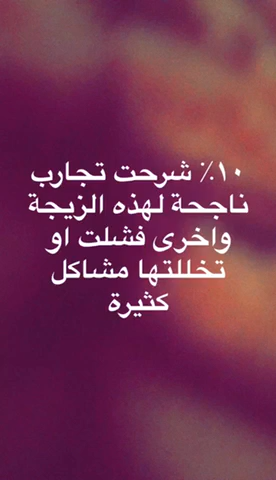 ١٠٪ شرحت تجارب
ناجحة لهذه الزيجة
واخرى فشلت او
تخللتها مشاكل
كثيرة